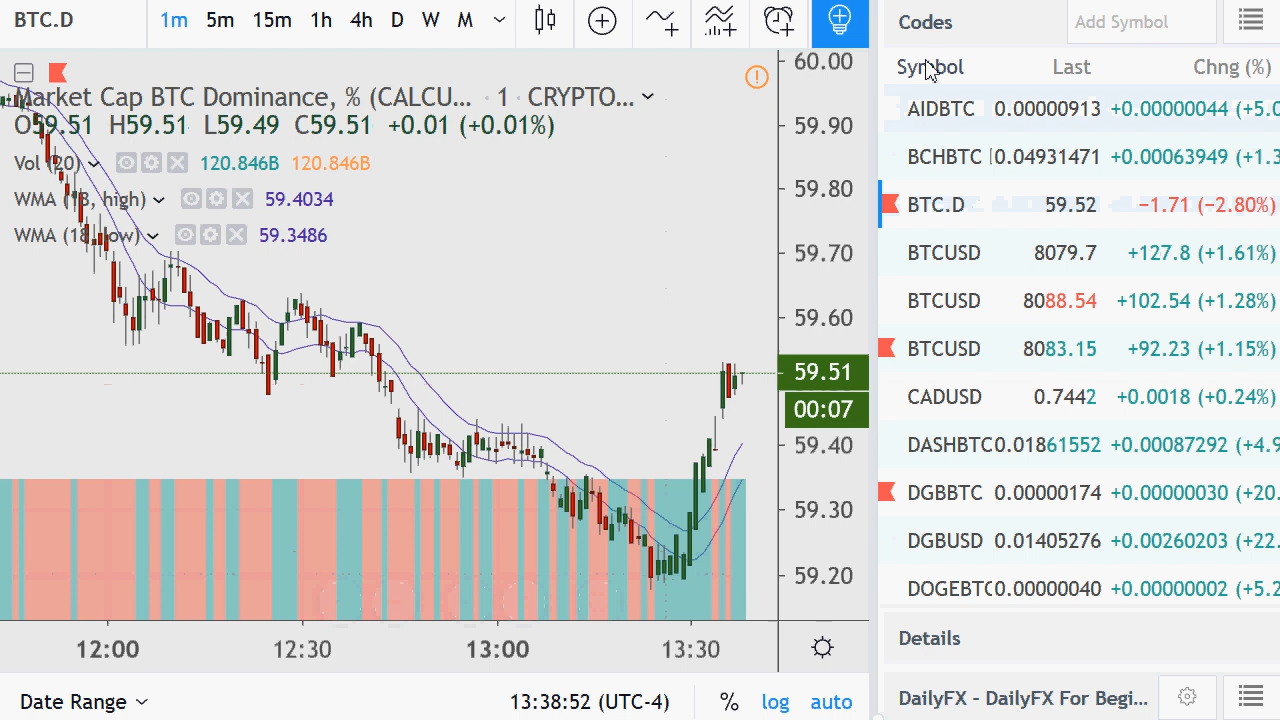 BTC.D 1m 5m 15m 1h 4h D W M
Market Cap BTC Dominance, % (CALCU... · 1 · CRYPTO...
O59.51 H59.51 L59.49 C59.51 +0.01 (+0.01%)
Vol (20) 120.846B 120.846B
WMA (18, high) 59.4034
WMA (18, low) 59.3486
60.00
59.90
59.80
59.70
59.60
59.51
00:07
59.40
59.30
59.20
12:00 12:30 13:00 13:30
Date Range 13:38:52 (UTC-4) % log auto
Codes Add Symbol
Symbol Last Chng (%)
AIDBTC 0.00000913 +0.00000044 (+5.0
BCHBTC 0.04931471 +0.00063949 (+1.3
BTC.D 59.52 −1.71 (−2.80%)
BTCUSD 8079.7 +127.8 (+1.61%)
BTCUSD 8088.54 +102.54 (+1.28%)
BTCUSD 8083.15 +92.23 (+1.15%)
CADUSD 0.7442 +0.0018 (+0.24%)
DASHBTC 0.01861552 +0.00087292 (+4.9
DGBBTC 0.00000174 +0.00000030 (+20.
DGBUSD 0.01405276 +0.00260203 (+22.
DOGEBTC 0.00000040 +0.00000002 (+5.2
Details
DailyFX - DailyFX For Begi...